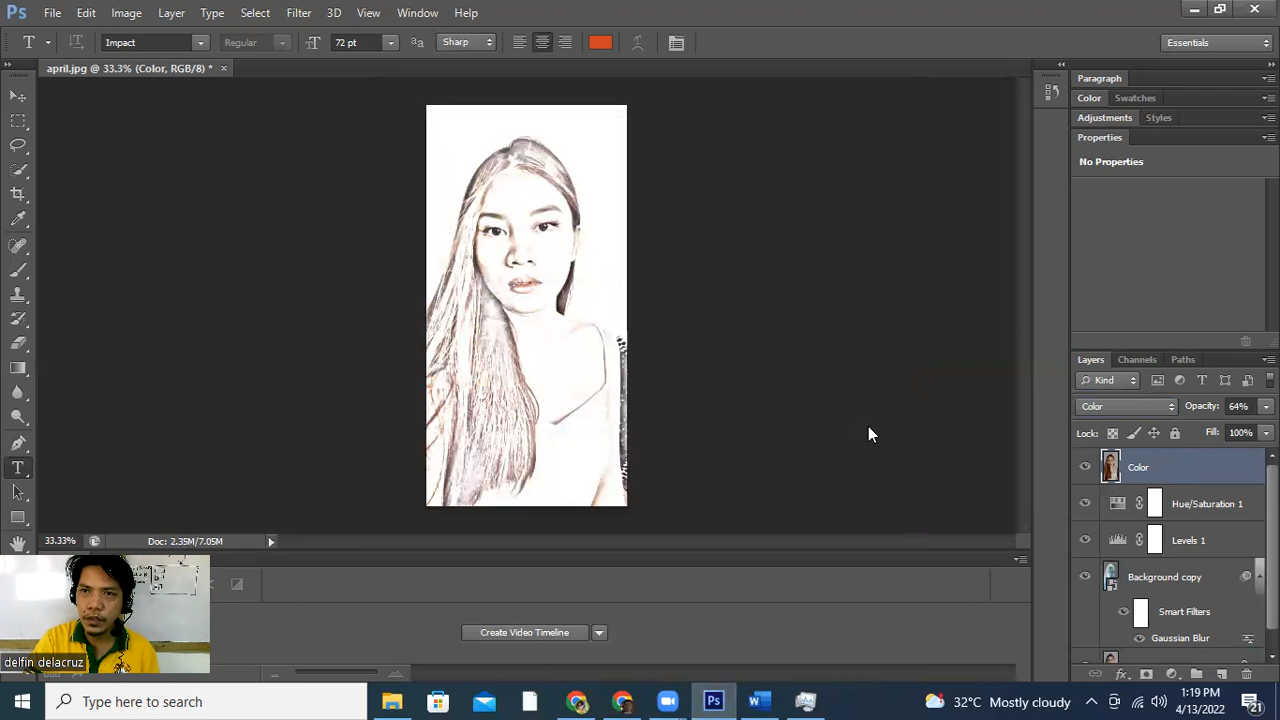 Ps File Edit Image Layer Type Select Filter 3D View Window Help
T Impact Regular 72 pt Sharp Essentials
april.jpg @ 33.3% (Color, RGB/8) * ×
Paragraph
Color Swatches
Adjustments Styles
Properties
No Properties
Layers Channels Paths
Kind
Color Opacity: 64%
Lock: Fill: 100%
Color
Hue/Saturation 1
Levels 1
Background copy
Smart Filters
Gaussian Blur
33.33% Doc: 2.35M/7.05M
Create Video Timeline
delfin delacruz
Type here to search
32°C Mostly cloudy
1:19 PM
4/13/2022
21